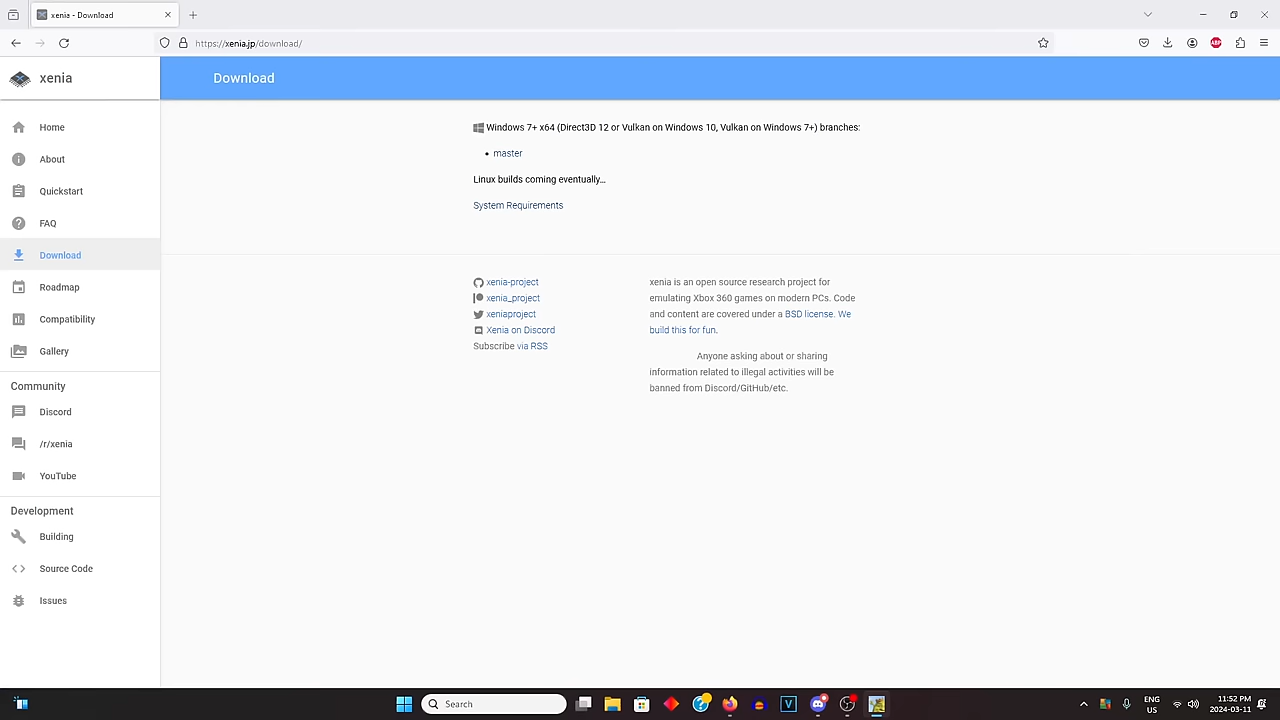 xenia - Download
https://xenia.jp/download/
ABP
xenia
Download
Home
About
Quickstart
FAQ
Download
Roadmap
Compatibility
Gallery
Community
Discord
/r/xenia
YouTube
Development
Building
Source Code
Issues
Windows 7+ x64 (Direct3D 12 or Vulkan on Windows 10, Vulkan on Windows 7+) branches:
master
Linux builds coming eventually...
System Requirements
xenia-project
xenia_project
xeniaproject
Xenia on Discord
Subscribe via RSS
xenia is an open source research project for
emulating Xbox 360 games on modern PCs. Code
and content are covered under a BSD license. We
build this for fun.
Anyone asking about or sharing
information related to illegal activities will be
banned from Discord/GitHub/etc.
Search
ENG
US
11:52 PM
2024-03-11